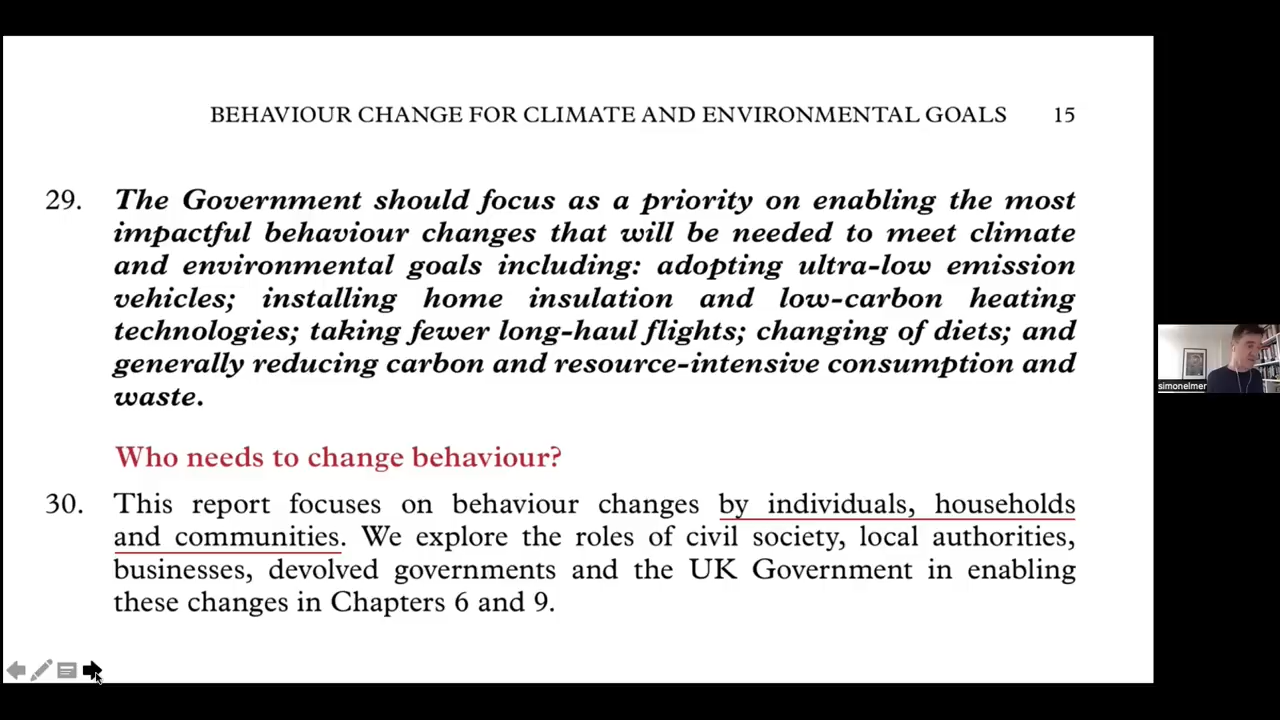 BEHAVIOUR CHANGE FOR CLIMATE AND ENVIRONMENTAL GOALS 15
29. The Government should focus as a priority on enabling the most
impactful behaviour changes that will be needed to meet climate
and environmental goals including: adopting ultra-low emission
vehicles; installing home insulation and low-carbon heating
technologies; taking fewer long-haul flights; changing of diets; and
generally reducing carbon and resource-intensive consumption and
waste.
Who needs to change behaviour?
30. This report focuses on behaviour changes by individuals, households
and communities. We explore the roles of civil society, local authorities,
businesses, devolved governments and the UK Government in enabling
these changes in Chapters 6 and 9.
simonelmer